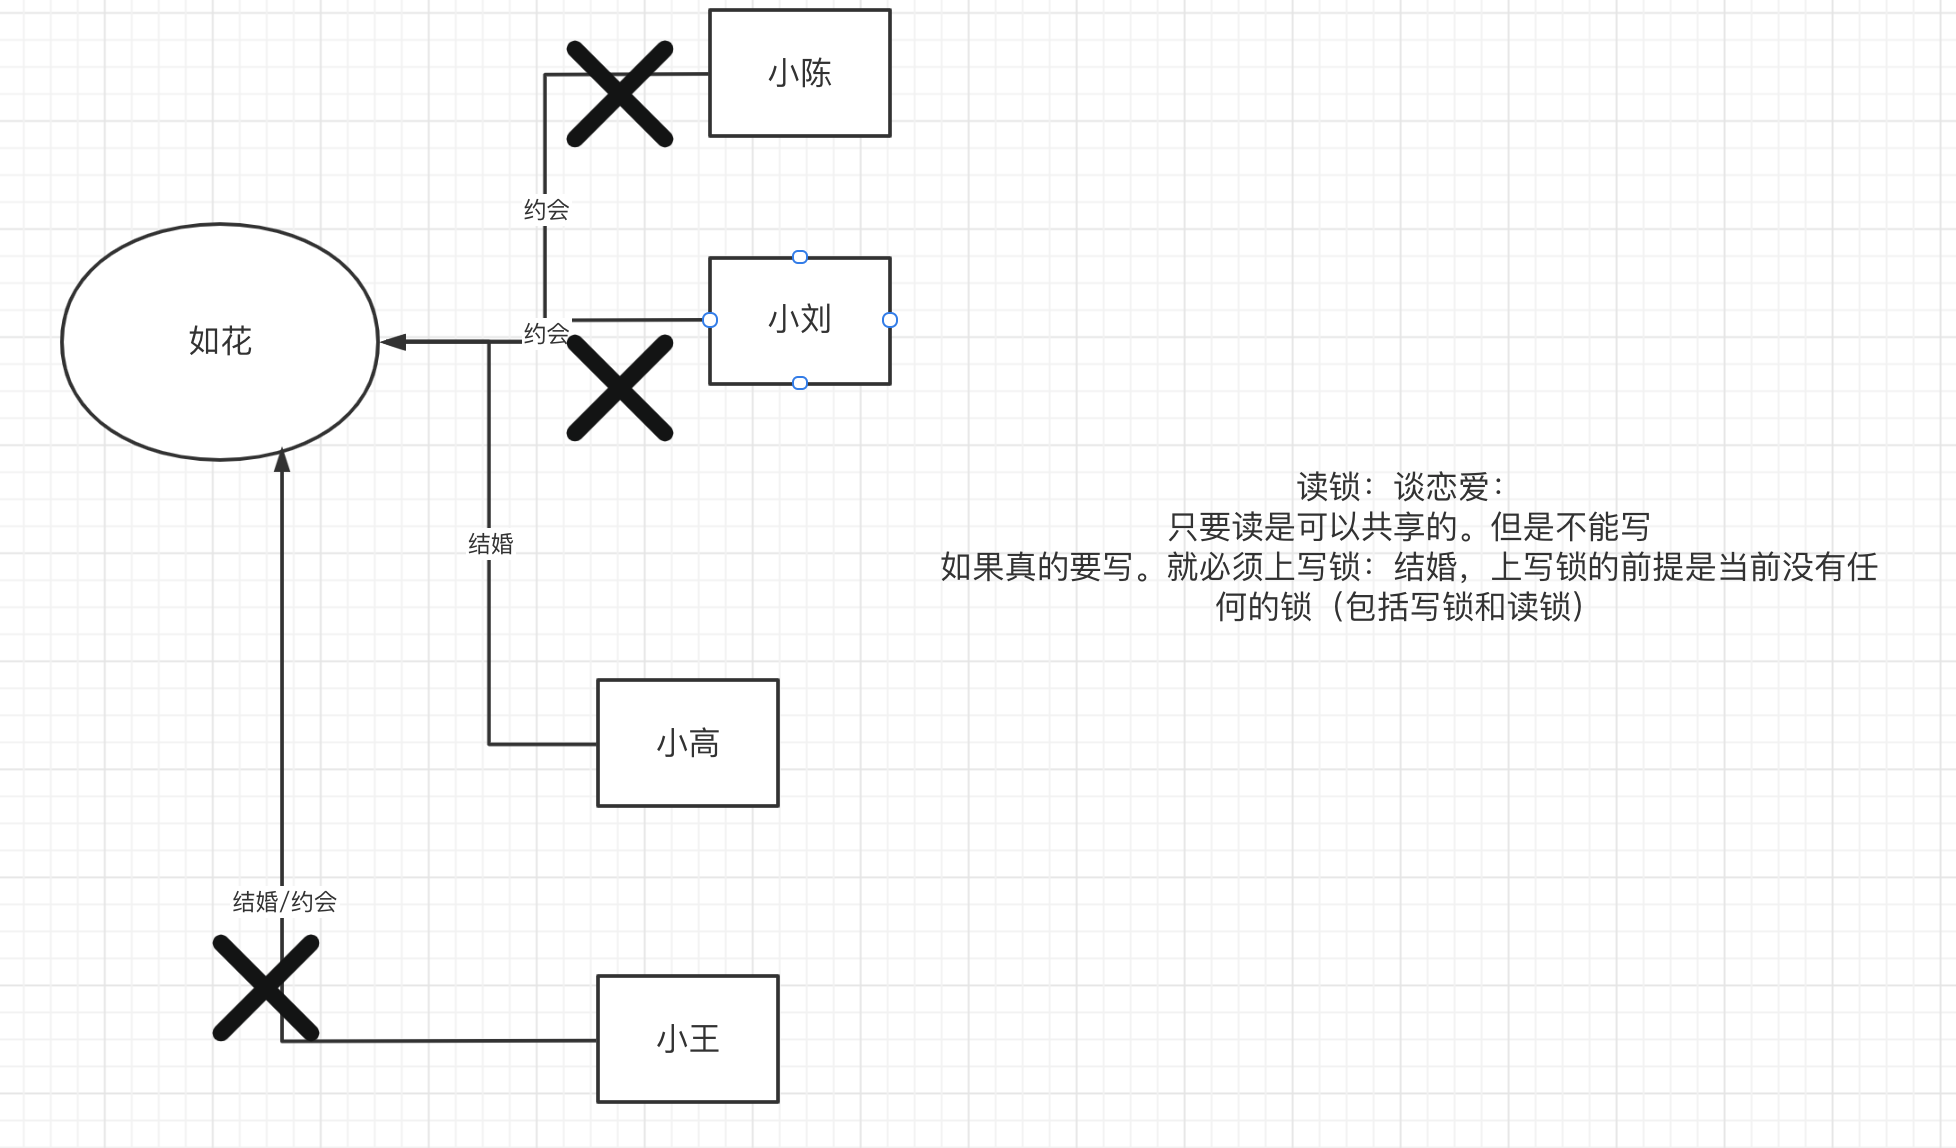 小陈
约会
小刘
约会
如花
读锁：谈恋爱：
只要读是可以共享的。但是不能写
如果真的要写。就必须上写锁：结婚，上写锁的前提是当前没有任
何的锁（包括写锁和读锁）
结婚
小高
结婚/约会
小王